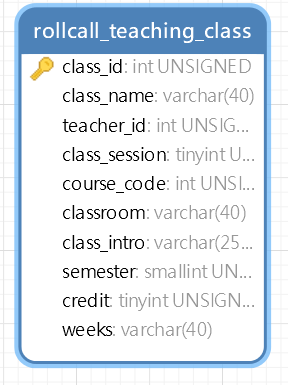 rollcall_teaching_class
class_id: int UNSIGNED
class_name: varchar(40)
teacher_id: int UNSIG...
class_session: tinyint U...
course_code: int UNSI...
classroom: varchar(40)
class_intro: varchar(25...
semester: smallint UN...
credit: tinyint UNSIGN...
weeks: varchar(40)